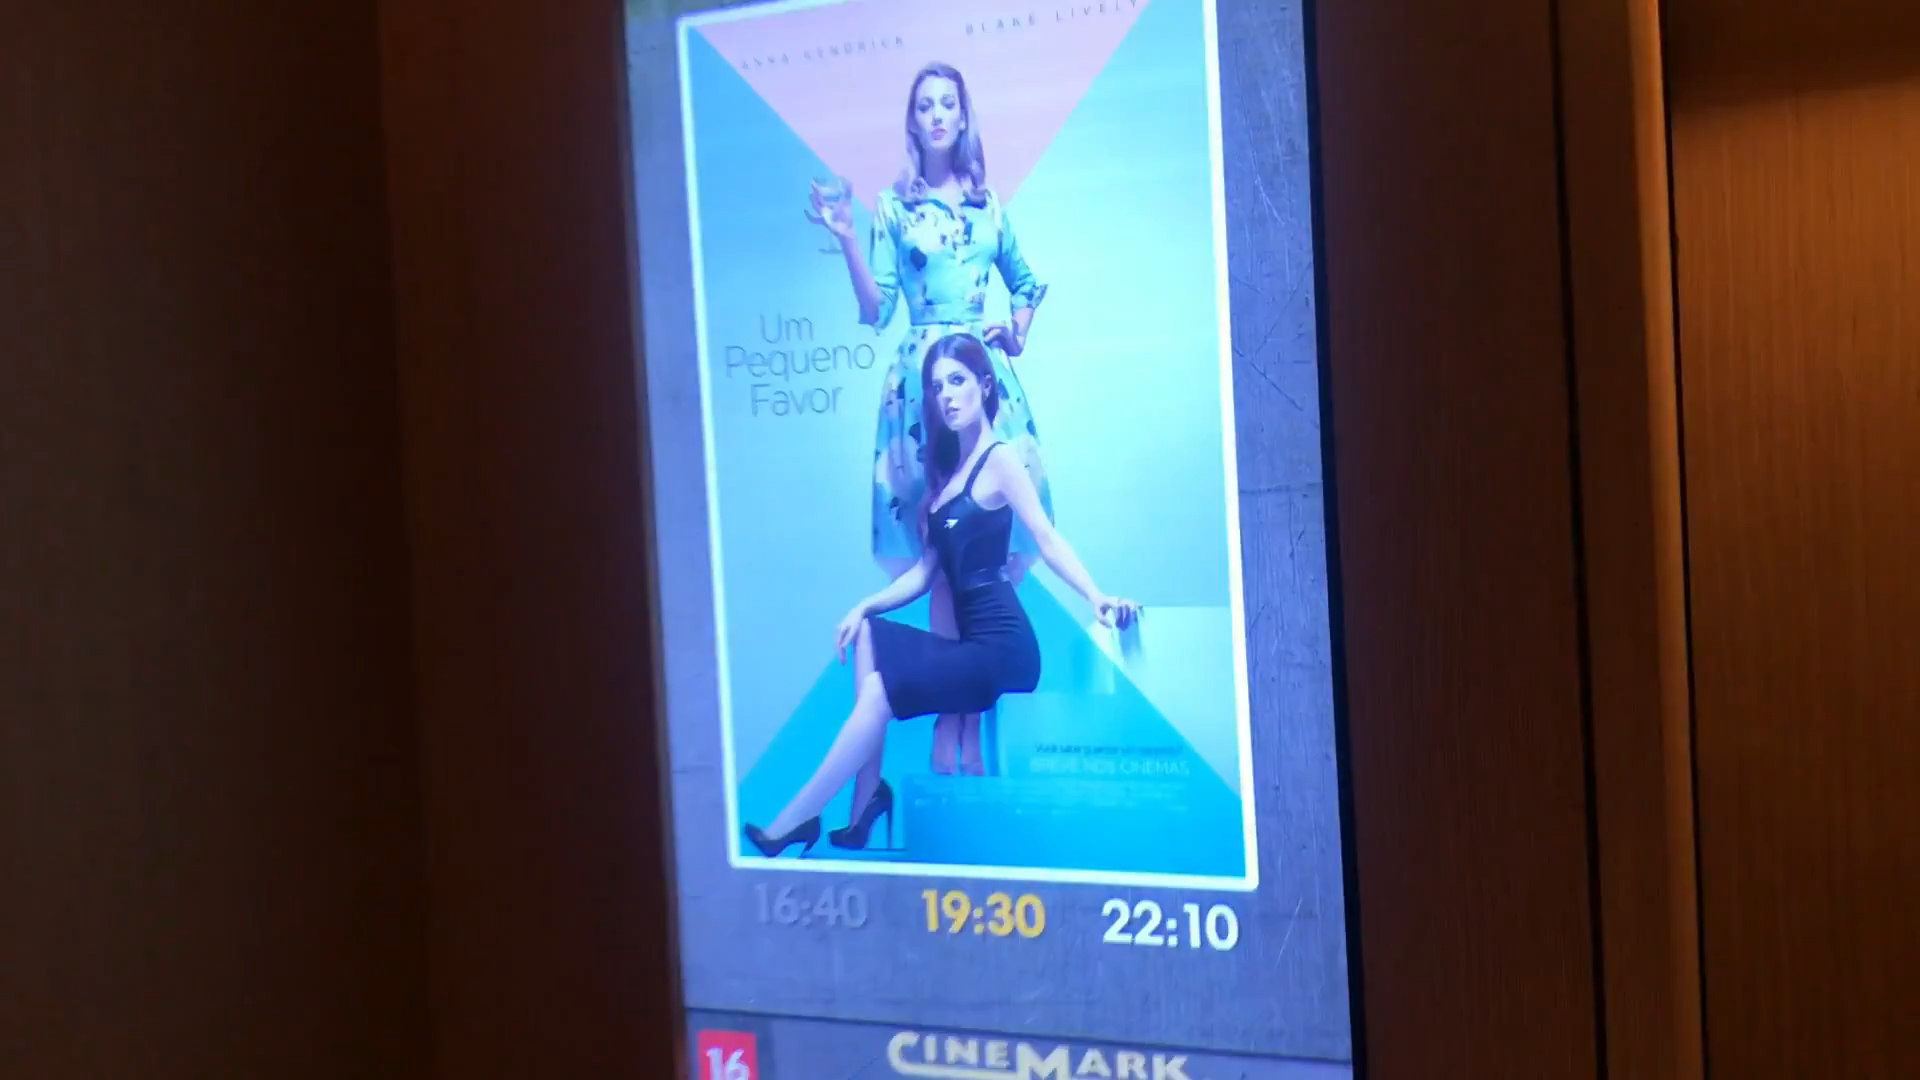 ANNA KENDRICK
BLAKE LIVELY
Um
Pequeno
Favor
BREVE NOS CINEMAS
16:40 19:30 22:10
16
CINEMARK